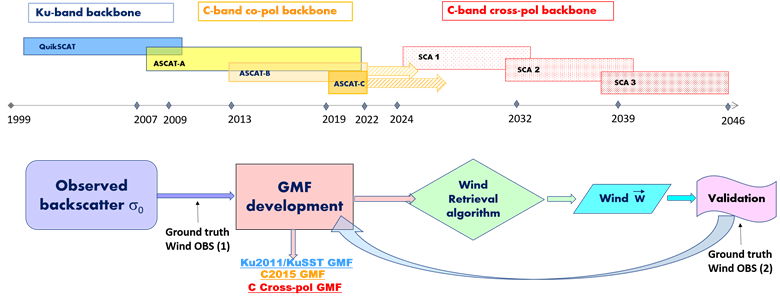 Ku-band backbone
C-band co-pol backbone
C-band cross-pol backbone
QuikSCAT
ASCAT-A
ASCAT-B
ASCAT-C
SCA 1
SCA 2
SCA 3
1999
2007
2009
2013
2019
2022
2024
2032
2039
2046
Observed
backscatter σ0
Ground truth
Wind OBS (1)
GMF
development
Ku2011/KuSST GMF
C2015 GMF
C Cross-pol GMF
Wind
Retrieval
algorithm
Wind w
Validation
Ground truth
Wind OBS (2)